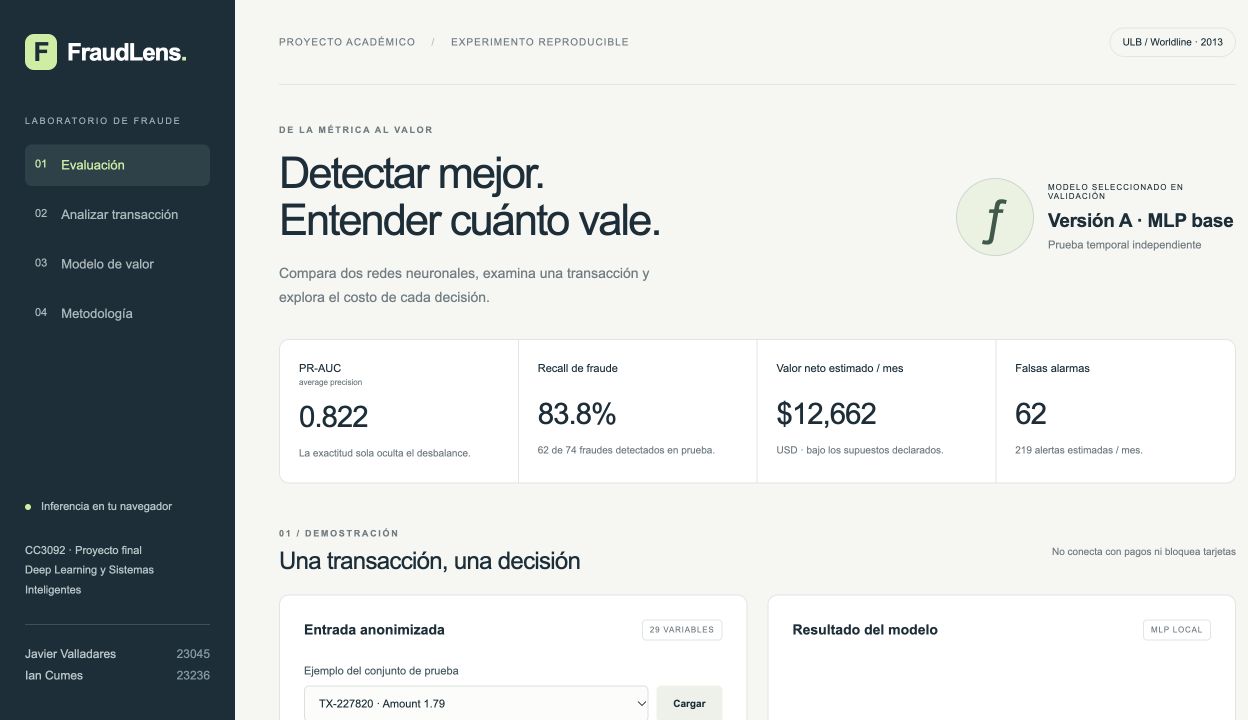 F FraudLens.
LABORATORIO DE FRAUDE
01 Evaluación
02 Analizar transacción
03 Modelo de valor
04 Metodología
Inferencia en tu navegador
CC3092 · Proyecto final
Deep Learning y Sistemas
Inteligentes
Javier Valladares 23045
Ian Cumes 23236
PROYECTO ACADÉMICO / EXPERIMENTO REPRODUCIBLE
ULB / Worldline · 2013
DE LA MÉTRICA AL VALOR
Detectar mejor.
Entender cuánto vale.
Compara dos redes neuronales, examina una transacción y
explora el costo de cada decisión.
ƒ
MODELO SELECCIONADO EN
VALIDACIÓN
Versión A · MLP base
Prueba temporal independiente
PR-AUC
average precision
0.822
La exactitud sola oculta el desbalance.
Recall de fraude
83.8%
62 de 74 fraudes detectados en prueba.
Valor neto estimado / mes
$12,662
USD · bajo los supuestos declarados.
Falsas alarmas
62
219 alertas estimadas / mes.
01 / DEMOSTRACIÓN
Una transacción, una decisión
No conecta con pagos ni bloquea tarjetas
Entrada anonimizada
29 VARIABLES
Ejemplo del conjunto de prueba
TX-227820 · Amount 1.79
Cargar
Resultado del modelo
MLP LOCAL